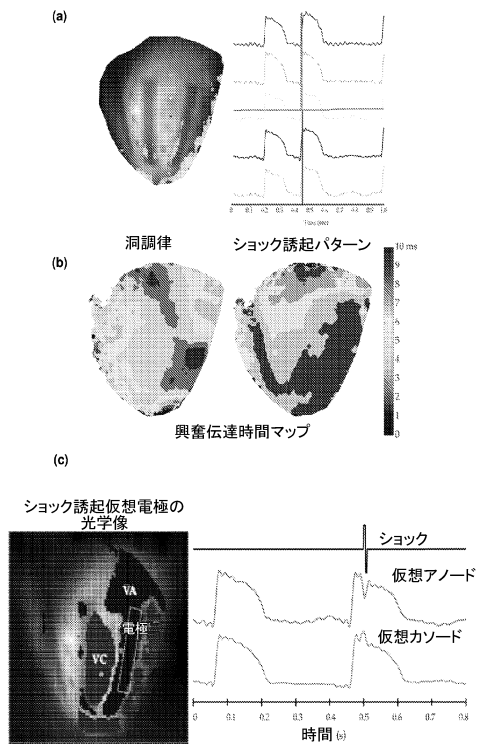 (a)
0 0.1 0.2 0.3 0.4 0.5 0.6 0.7 0.8 0.9 1.0
洞調律
ショック誘起パターン
(b)
10 ms
9
8
7
6
5
4
3
2
1
0
興奮伝達時間マップ
(c)
ショック誘起仮想電極の
光学像
VA
電極
VC
ショック
仮想アノード
仮想カソード
0 0.1 0.2 0.3 0.4 0.5 0.6 0.7 0.8
時間 (s)